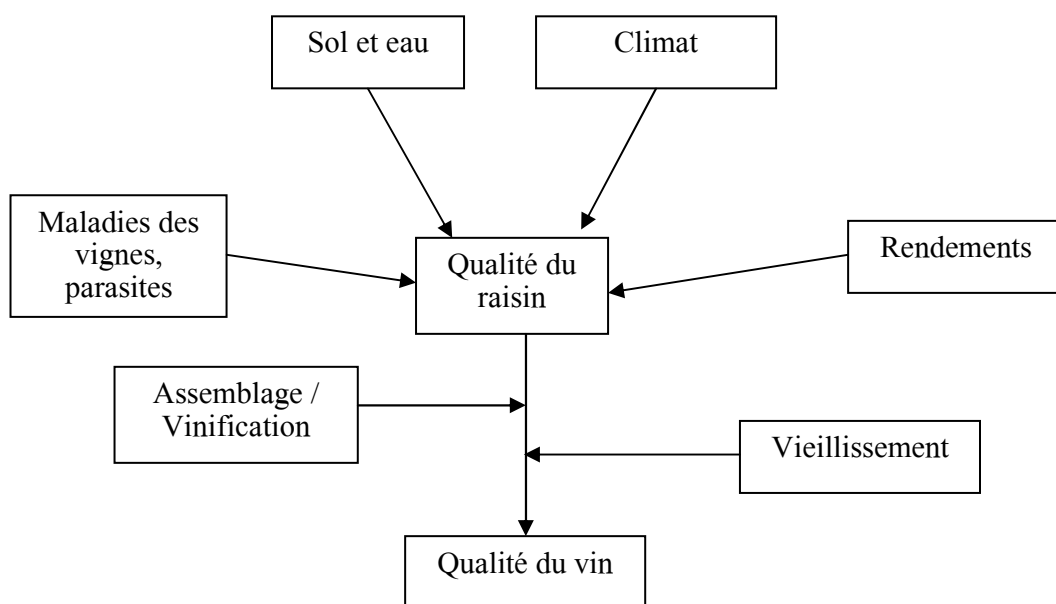 Sol et eau
Climat
Maladies des
vignes,
parasites
Qualité du
raisin
Rendements
Assemblage /
Vinification
Vieillissement
Qualité du vin